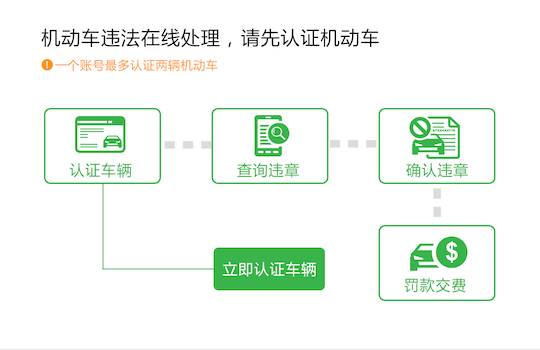 机动车违法在线处理，请先认证机动车
一个账号最多认证两辆机动车
认证车辆
查询违章
确认违章
立即认证车辆
罚款交费